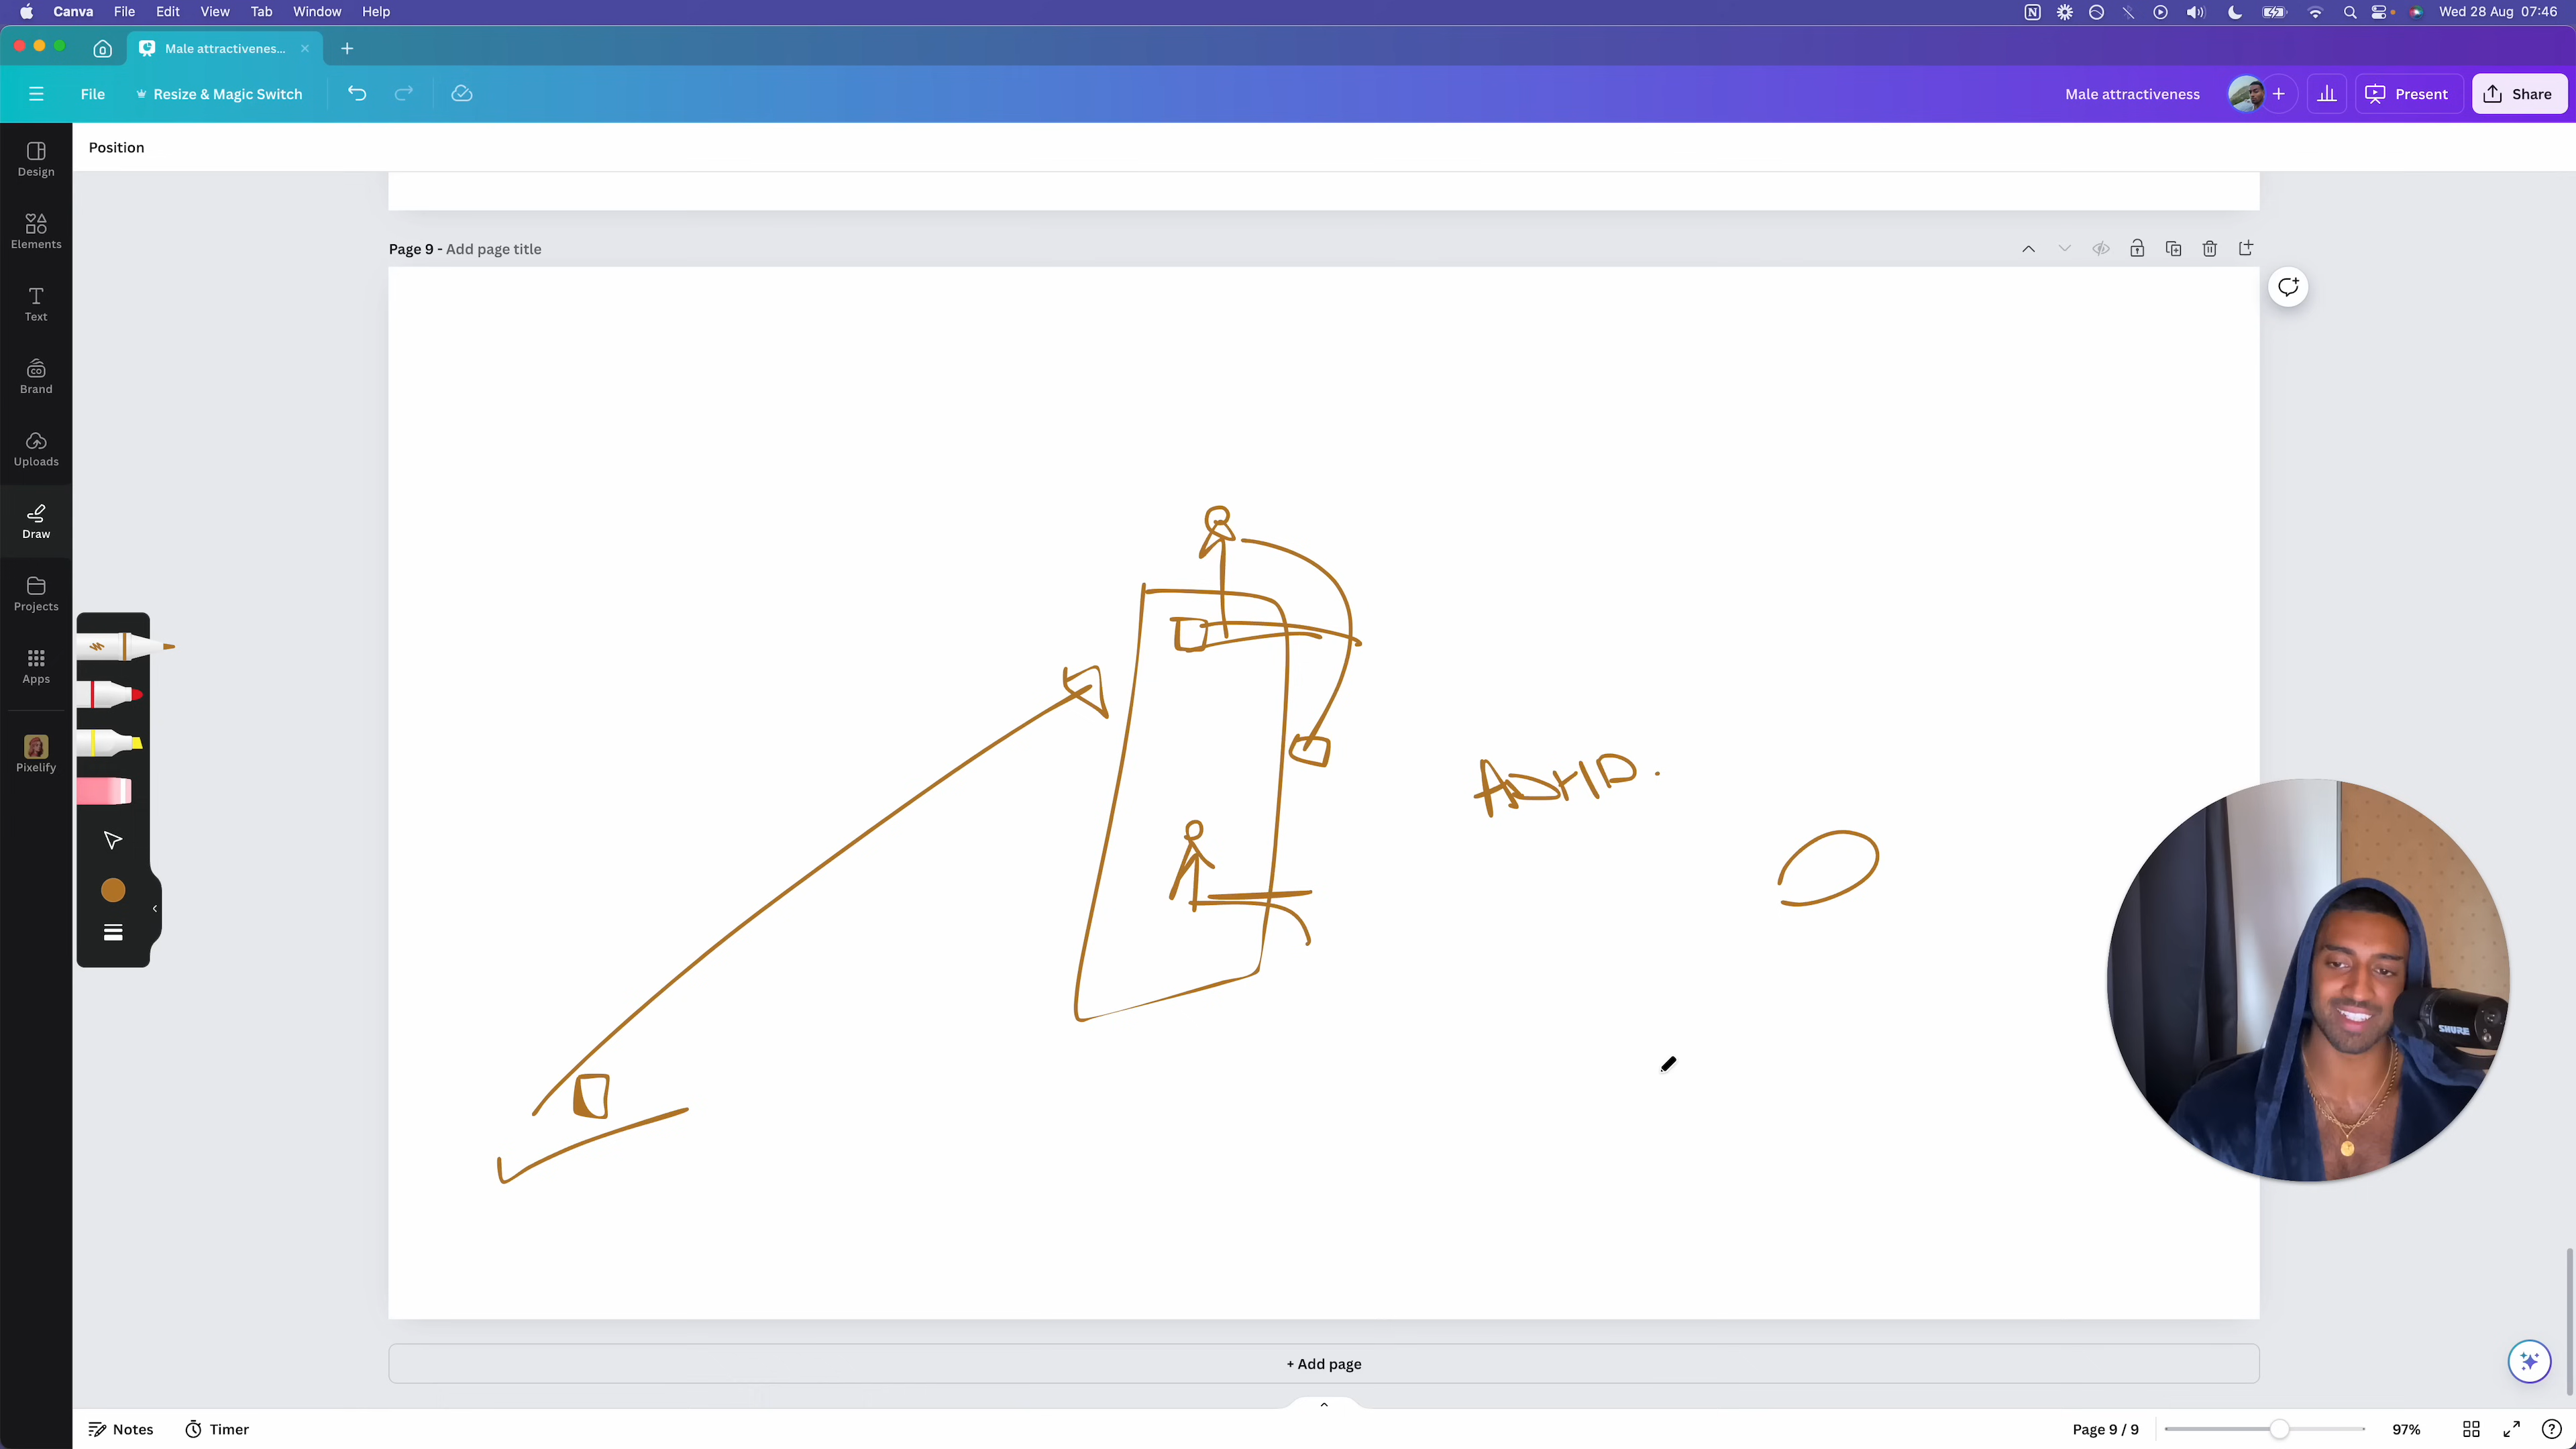 Canva File Edit View Tab Window Help Wed 28 Aug 07:46
Male attractivenes...
File Resize & Magic Switch Male attractiveness Present Share
Position
Design
Elements
Text
Brand
Uploads
Draw
Projects
Apps
Pixelify
Page 9 - Add page title
ADHD.
SHURE
+ Add page
Notes Timer Page 9 / 9 97%